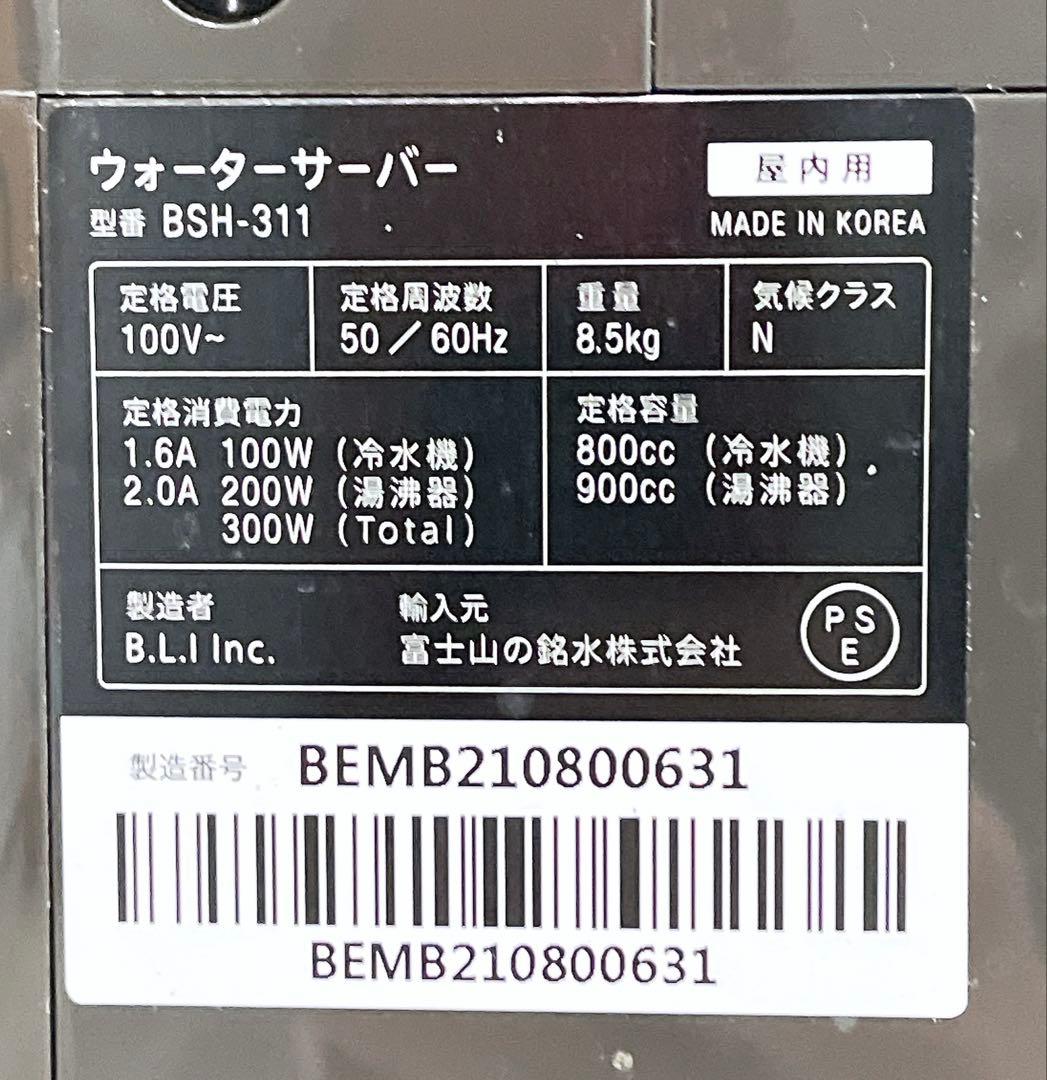 ウォーターサーバー
屋内用
型番 BSH-311
MADE IN KOREA
定格電圧
100V~
定格周波数
50／60Hz
重量
8.5kg
気候クラス
N
定格消費電力
1.6A 100W (冷水機)
2.0A 200W (湯沸器)
300W (Total)
定格容量
800cc (冷水機)
900cc (湯沸器)
製造者
B.L.I Inc.
輸入元
富士山の銘水株式会社
PSE
製造番号 BEMB210800631
BEMB210800631